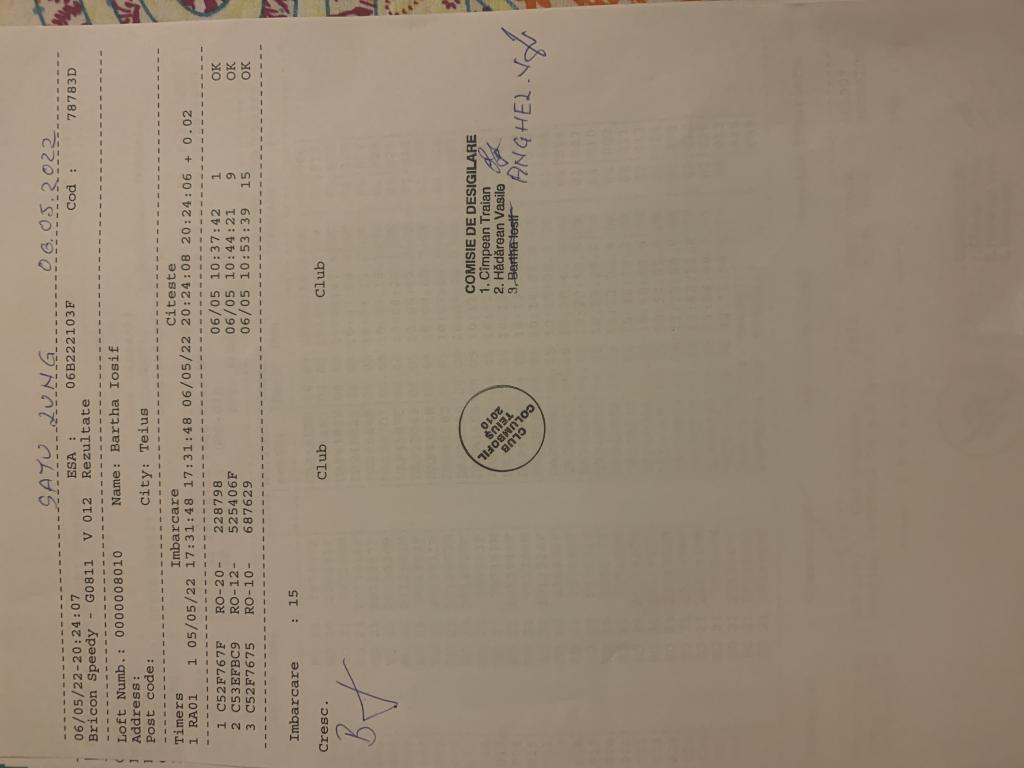 SATU LUNG 06.05.2022
06/05/22-20:24:07 ESA : 06B222103F Cod : 78783D
Bricon Speedy - G0811 V 012 Rezultate
Loft Numb.: 0000008010 Name: Bartha Iosif
Address:
Post code: City: Teius
Timers Imbarcare Citeste
1 RA01 1 05/05/22 17:31:48 17:31:48 06/05/22 20:24:08 20:24:06 + 0.02
1 C52F767F RO-20- 228798 06/05 10:37:42 1 OK
2 C53EFBC9 RO-12- 525406F 06/05 10:44:21 9 OK
3 C52F7675 RO-10- 687629 06/05 10:53:39 15 OK
Imbarcare : 15
Cresc. Club Club
COMISIE DE DESIGILARE
1. Cîmpean Traian
2. Hădărean Vasile
3. Bartha Iosif
ANGHEL.V
CLUB
COLUMBOFIL
TEIUȘ
2010